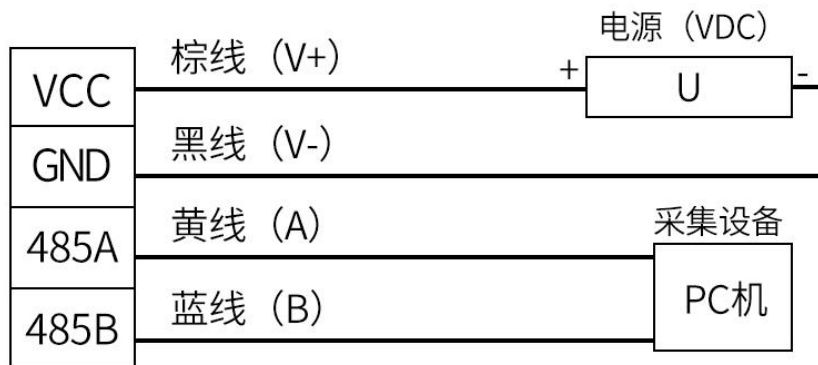 电源（VDC）
棕线（V+）
+
-
VCC
U
黑线（V-）
GND
黄线（A）
采集设备
485A
PC机
蓝线（B）
485B